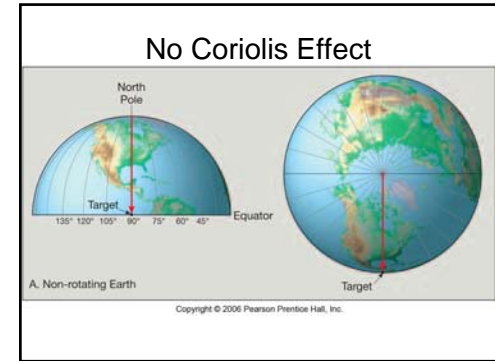 No Coriolis Effect
North
Pole
Target
Equator
135° 120° 105° 90° 75° 60° 45°
A. Non-rotating Earth
Target
Copyright © 2006 Pearson Prentice Hall, Inc.